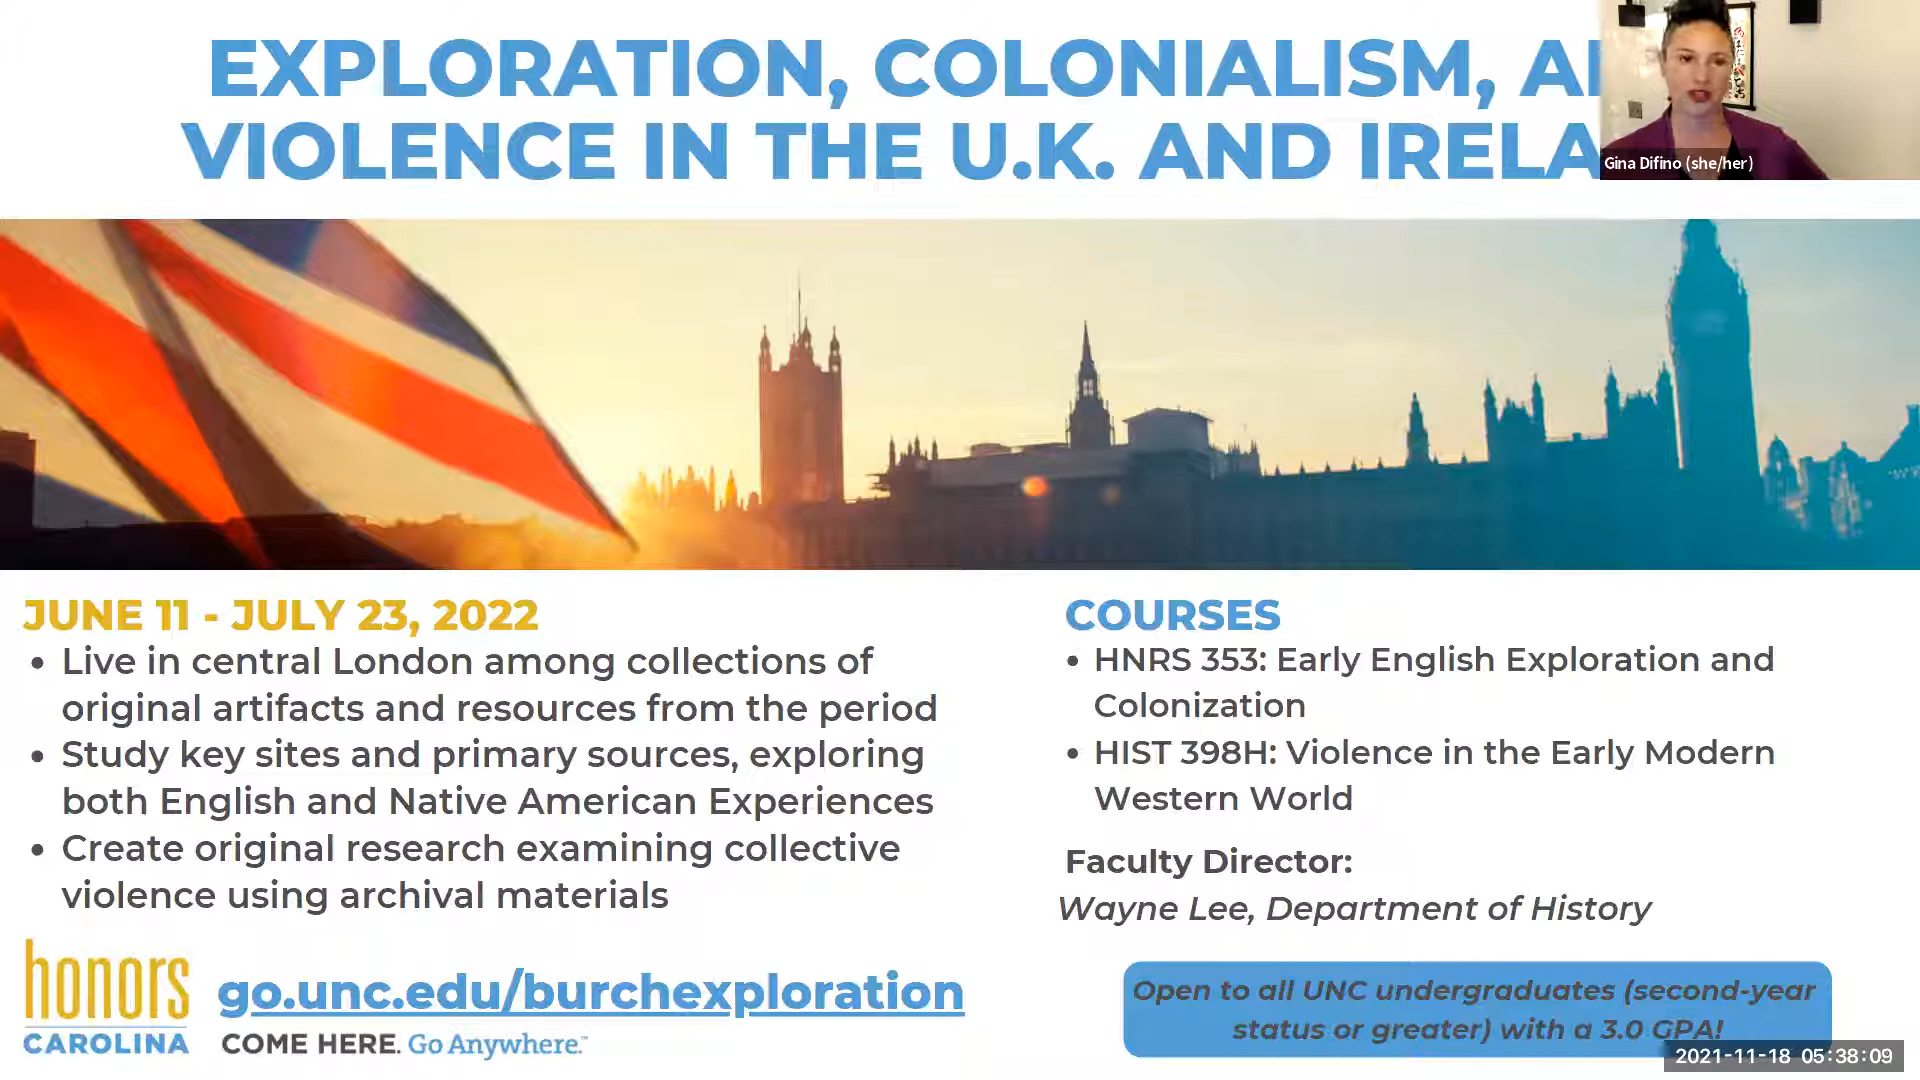 EXPLORATION, COLONIALISM,
VIOLENCE IN THE U.K. AND
Gina Difino (she/her)
JUNE 11 - JULY 23, 2022
• Live in central London among collections of
original artifacts and resources from the period
• Study key sites and primary sources, exploring
both English and Native American Experiences
• Create original research examining collective
violence using archival materials
COURSES
• HNRS 353: Early English Exploration and
Colonization
• HIST 398H: Violence in the Early Modern
Western World
Faculty Director:
Wayne Lee, Department of History
honors
CAROLINA
go.unc.edu/burchexploration
COME HERE. Go Anywhere.™
Open to all UNC undergraduates (second-year
status or greater) with a 3.0 GPA!
2021-11-18 05:38:09